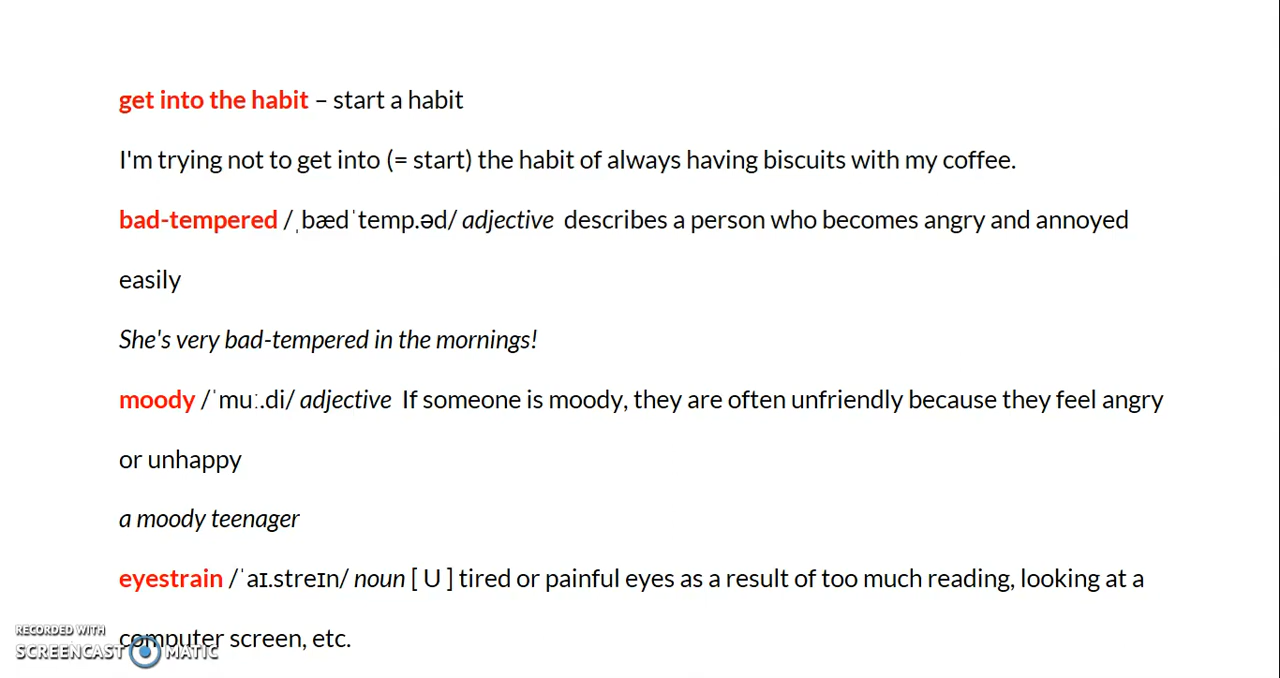 get into the habit – start a habit
I'm trying not to get into (= start) the habit of always having biscuits with my coffee.
bad-tempered /ˌbædˈtemp.əd/ adjective  describes a person who becomes angry and annoyed
easily
She's very bad-tempered in the mornings!
moody /ˈmuː.di/ adjective  If someone is moody, they are often unfriendly because they feel angry
or unhappy
a moody teenager
eyestrain /ˈaɪ.streɪn/ noun [ U ] tired or painful eyes as a result of too much reading, looking at a
computer screen, etc.
RECORDED WITH
SCREENCAST MATIC